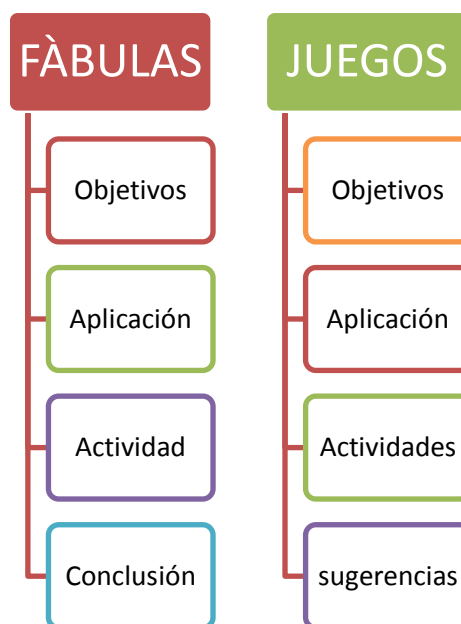 FÀBULAS
Objetivos
Aplicación
Actividad
Conclusión
JUEGOS
Objetivos
Aplicación
Actividades
sugerencias